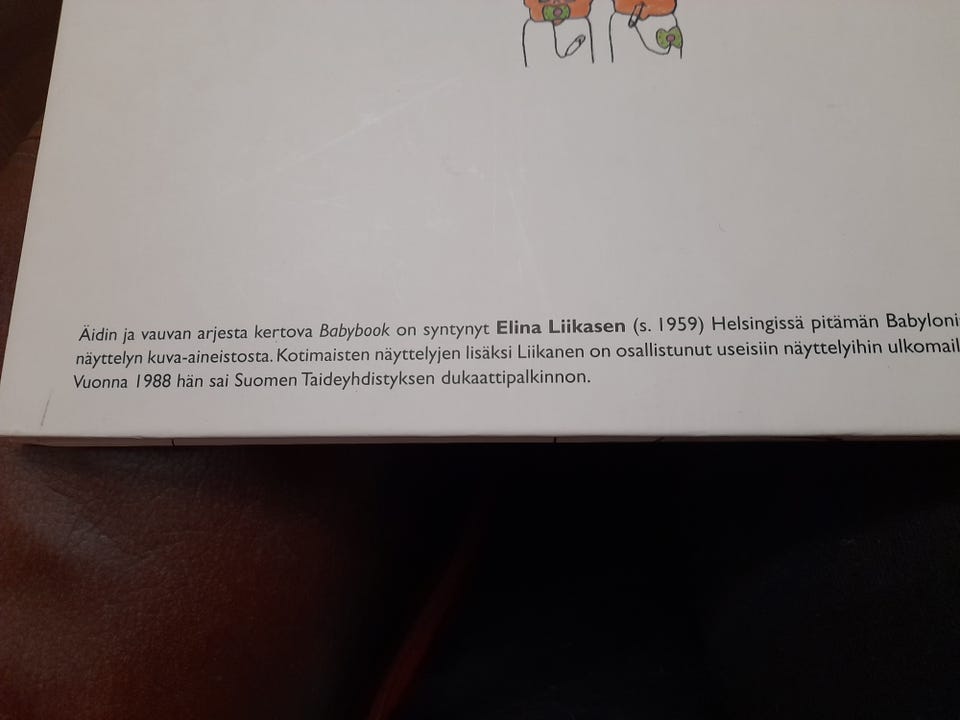 Äidin ja vauvan arjesta kertova Babybook on syntynyt Elina Liikasen (s. 1959) Helsingissä pitämän
näyttelyn kuva-aineistosta. Kotimaisten näyttelyjen lisäksi Liikanen on osallistunut useisiin näyttelyihin
Vuonna 1988 hän sai Suomen Taideyhdistyksen dukaattipalkinnon.